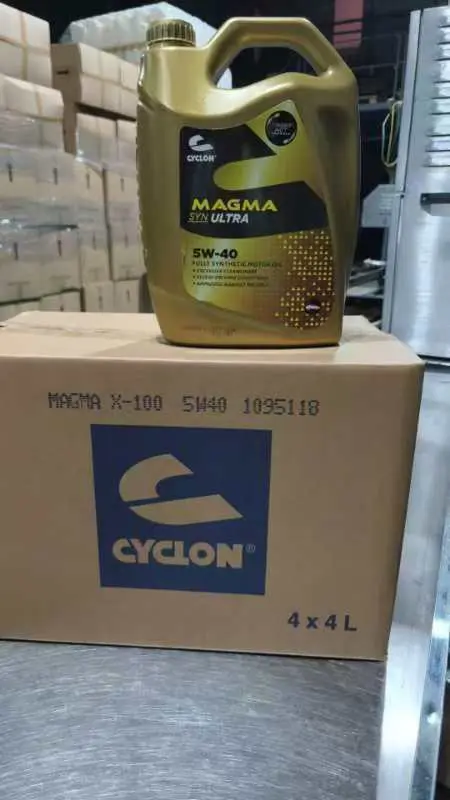 CYCLON
MAGMA
SYN ULTRA
5W-40
FULLY SYNTHETIC MOTOR OIL
MAGMA X-100 5W40 1095118
CYCLON®
4 x 4 L